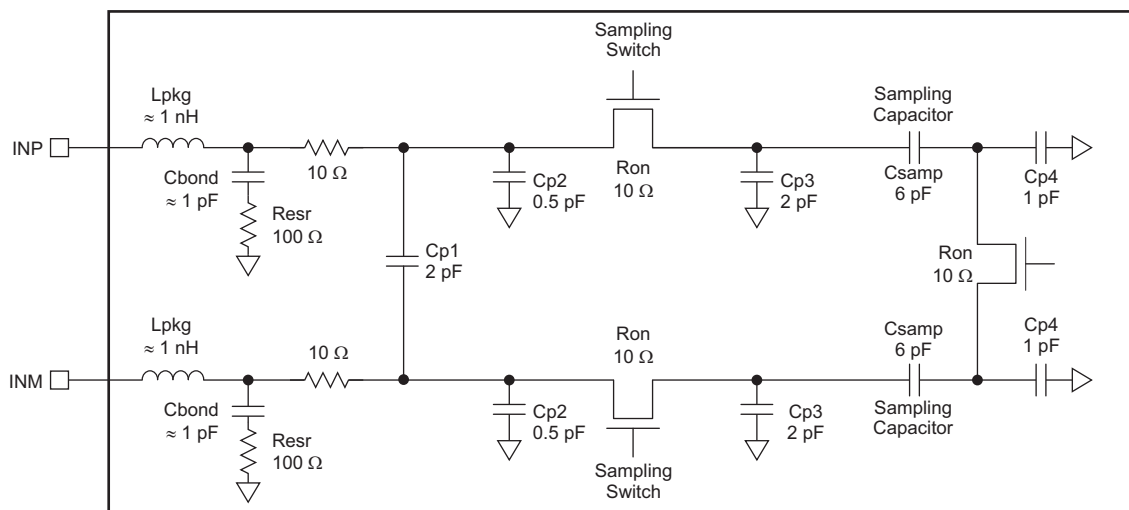 Sampling
Switch
Lpkg
≈ 1 nH
INP
10 Ω
Cbond
≈ 1 pF
Resr
100 Ω
Cp2
0.5 pF
Ron
10 Ω
Cp3
2 pF
Sampling
Capacitor
Csamp
6 pF
Cp4
1 pF
Cp1
2 pF
Ron
10 Ω
Lpkg
≈ 1 nH
INM
10 Ω
Cbond
≈ 1 pF
Resr
100 Ω
Cp2
0.5 pF
Ron
10 Ω
Sampling
Switch
Cp3
2 pF
Csamp
6 pF
Sampling
Capacitor
Cp4
1 pF